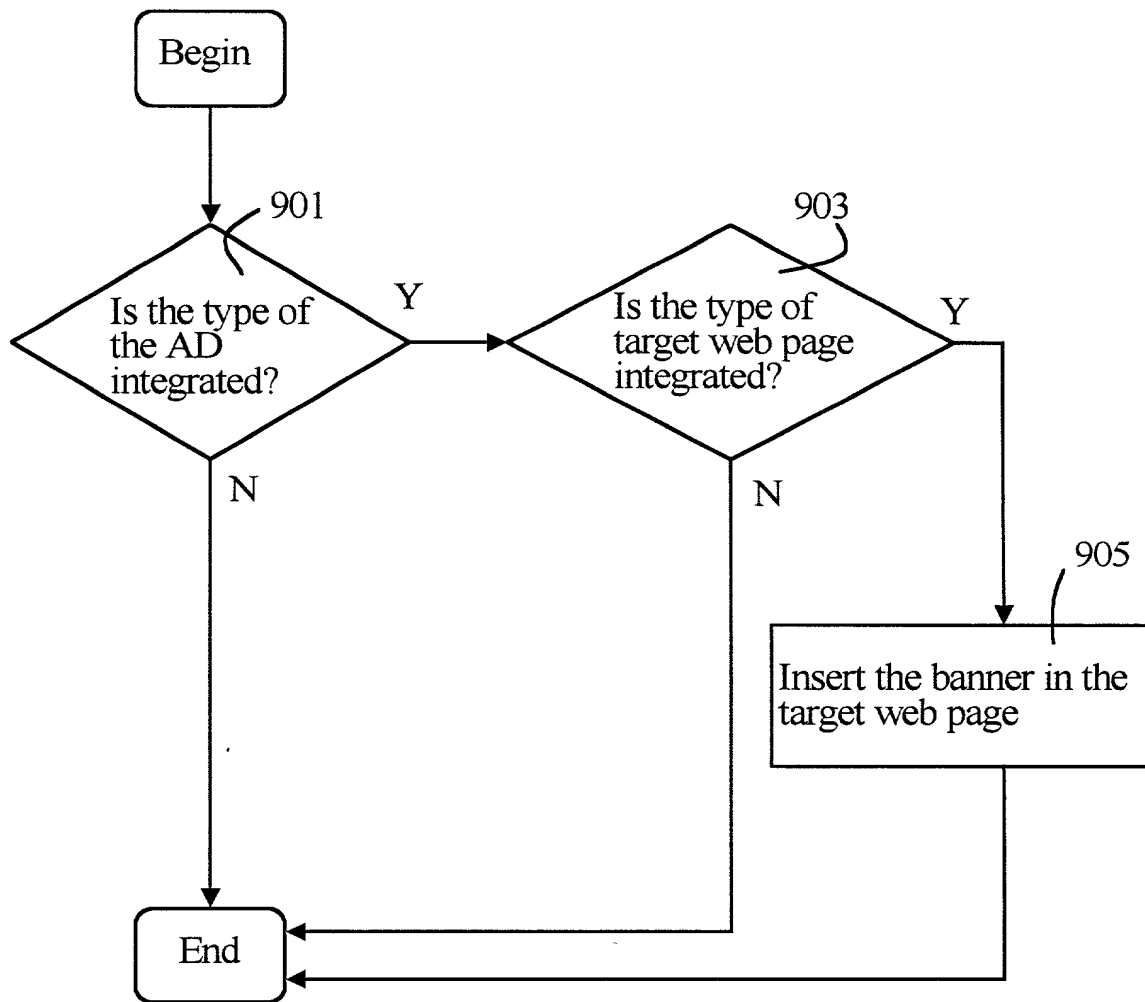 Begin
901
Is the type of
the AD
integrated?
Y
N
903
Is the type of
target web page
integrated?
Y
N
905
Insert the banner in the
target web page
End